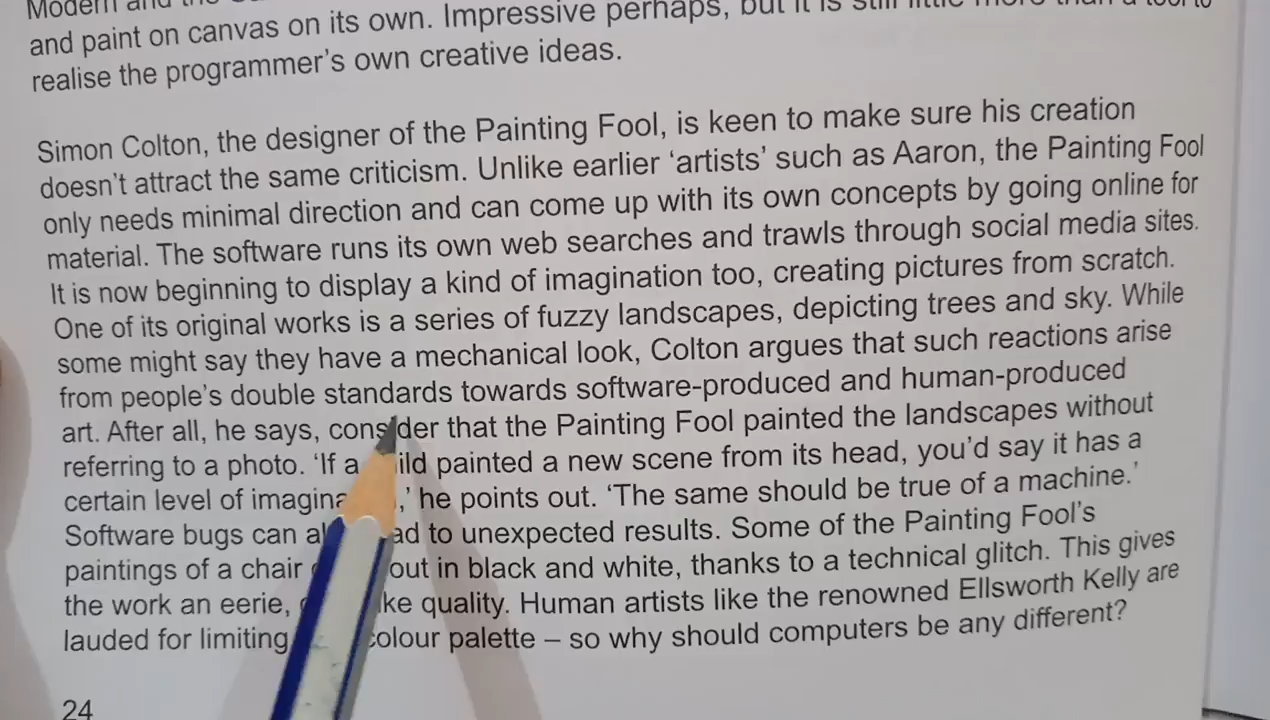 Modern and the
and paint on canvas on its own. Impressive perhaps, but it is still little more than a tool to
realise the programmer's own creative ideas.
Simon Colton, the designer of the Painting Fool, is keen to make sure his creation
doesn't attract the same criticism. Unlike earlier 'artists' such as Aaron, the Painting Fool
only needs minimal direction and can come up with its own concepts by going online for
material. The software runs its own web searches and trawls through social media sites.
It is now beginning to display a kind of imagination too, creating pictures from scratch.
One of its original works is a series of fuzzy landscapes, depicting trees and sky. While
some might say they have a mechanical look, Colton argues that such reactions arise
from people's double standards towards software-produced and human-produced
art. After all, he says, consider that the Painting Fool painted the landscapes without
referring to a photo. 'If a painted a new scene from its head, you'd say it has a
certain level of he points out. 'The same should be true of a machine.'
Software bugs can to unexpected results. Some of the Painting Fool's
paintings of a chair out in black and white, thanks to a technical glitch. This gives
the work an eerie, quality. Human artists like the renowned Ellsworth Kelly are
lauded for limiting colour palette – so why should computers be any different?
24